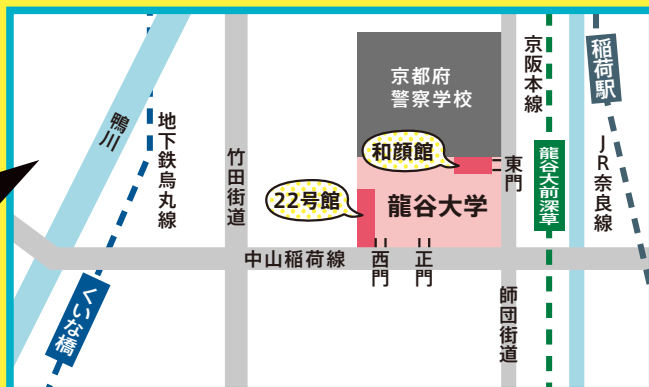 鴨川
地下鉄烏丸線
くいな橋
竹田街道
京都府
警察学校
和顔館
22号館
龍谷大学
東門
西門
正門
中山稲荷線
師団街道
京阪本線
龍谷大前深草
稲荷駅
JR奈良線